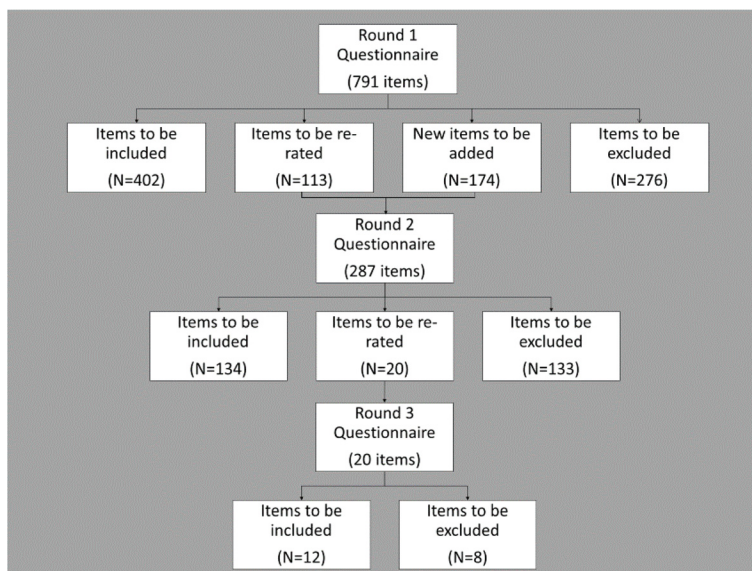 Round 1
Questionnaire
(791 items)
Items to be
included
(N=402)
Items to be re-
rated
(N=113)
New items to be
added
(N=174)
Items to be
excluded
(N=276)
Round 2
Questionnaire
(287 items)
Items to be
included
(N=134)
Items to be re-
rated
(N=20)
Items to be
excluded
(N=133)
Round 3
Questionnaire
(20 items)
Items to be
included
(N=12)
Items to be
excluded
(N=8)